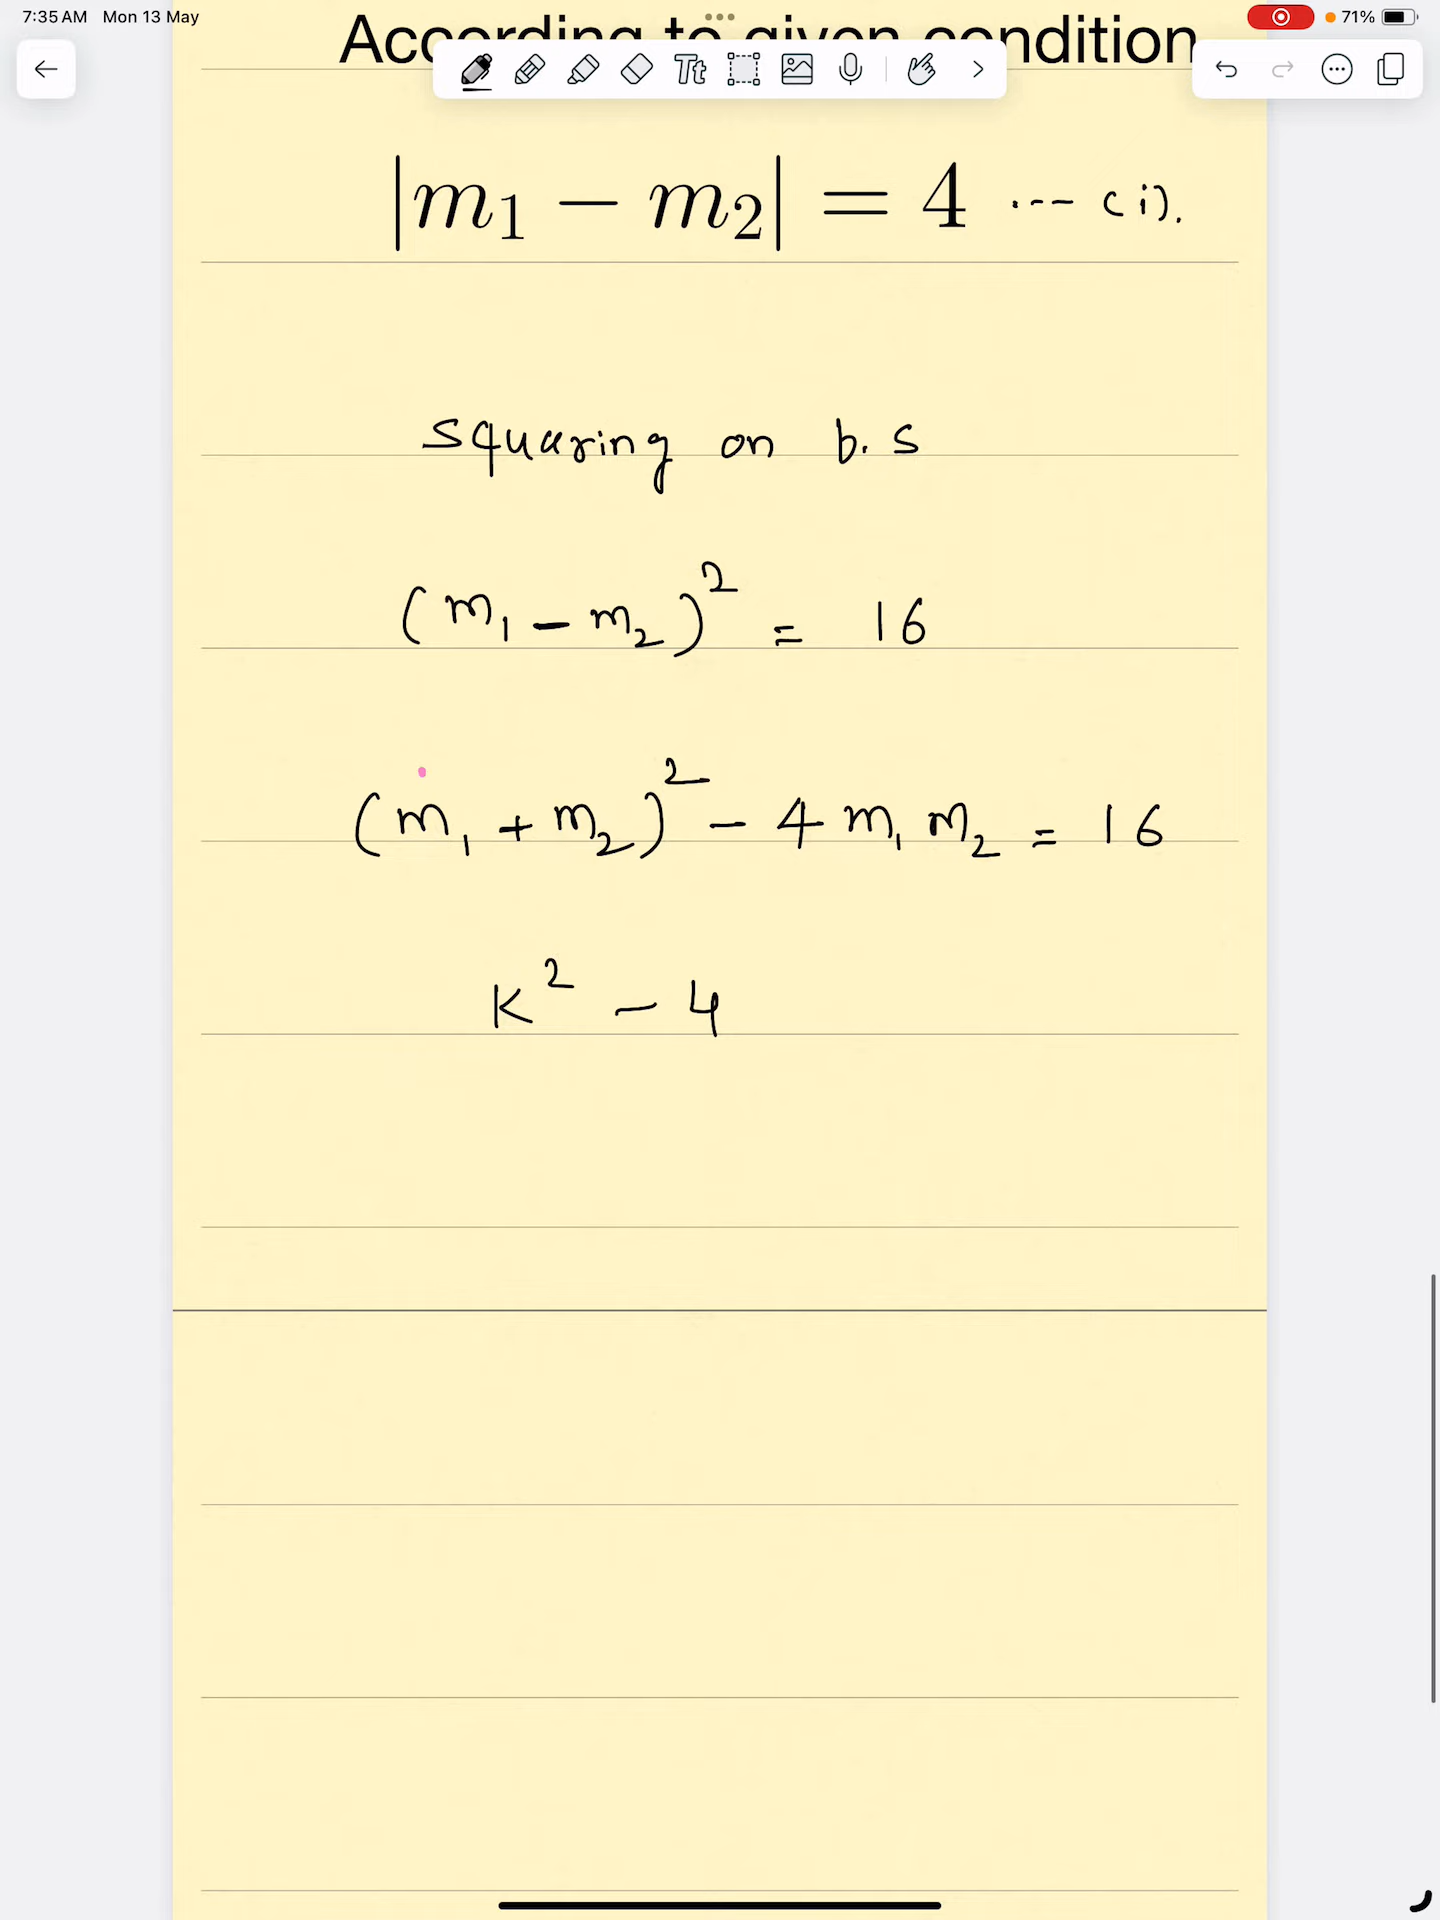 7:35 AM Mon 13 May
71%
According to given condition
Tt
|m₁ − m₂| = 4 ---- (i).
squaring on b.s
(m₁ − m₂)² = 16
(m₁ + m₂)² − 4 m₁ m₂ = 16
K² − 4